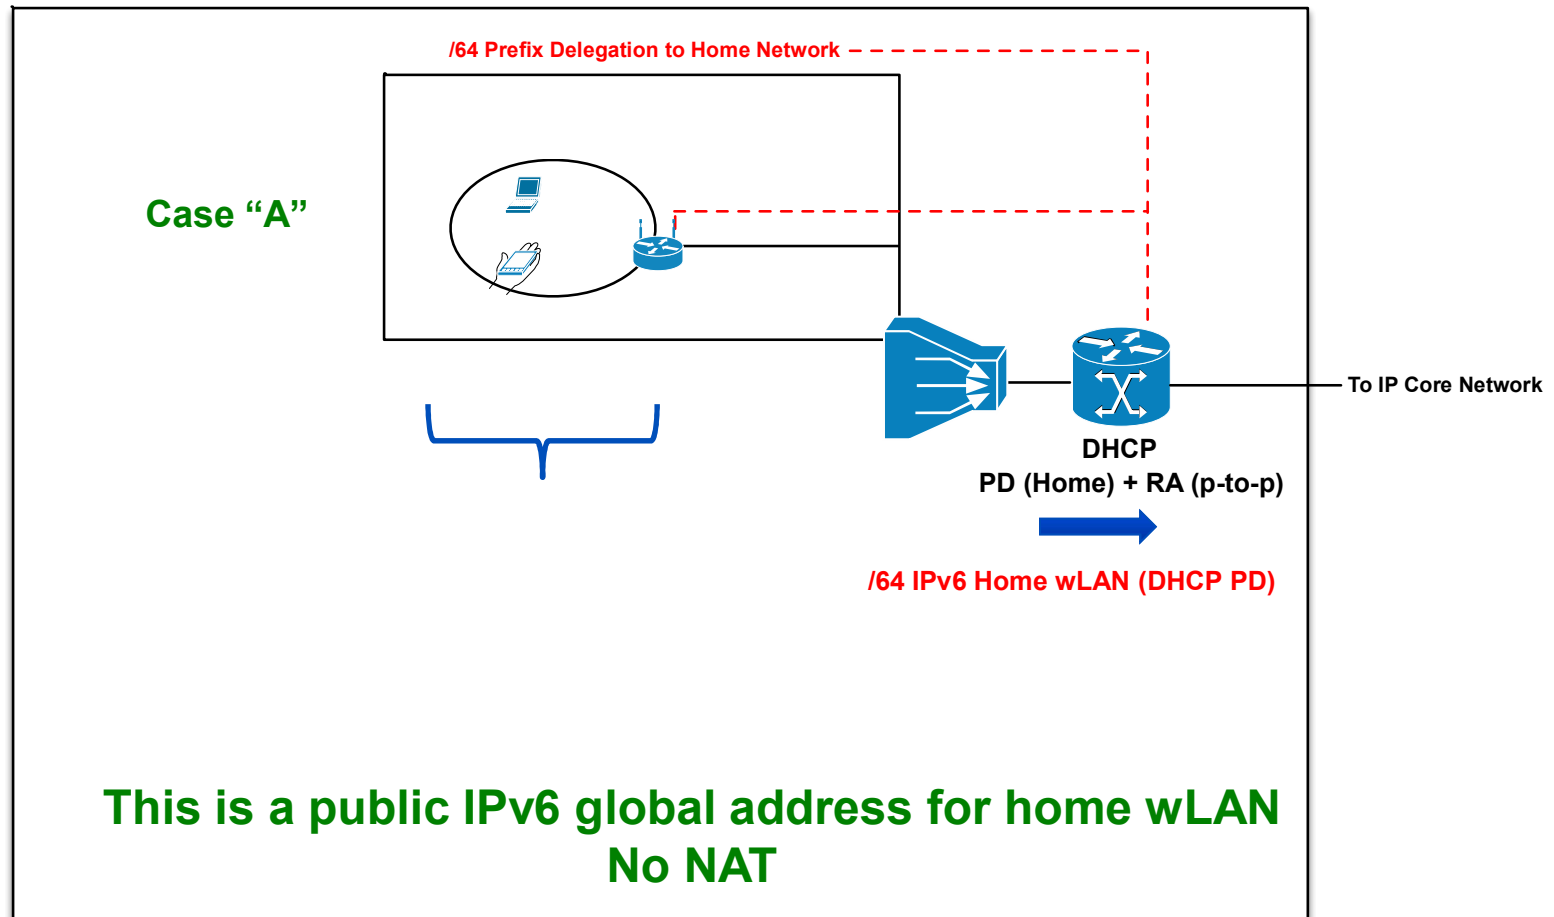 /64 Prefix Delegation to Home Network
Case “A”
To IP Core Network
DHCP
PD (Home) + RA (p-to-p)
/64 IPv6 Home wLAN (DHCP PD)
This is a public IPv6 global address for home wLAN
No NAT